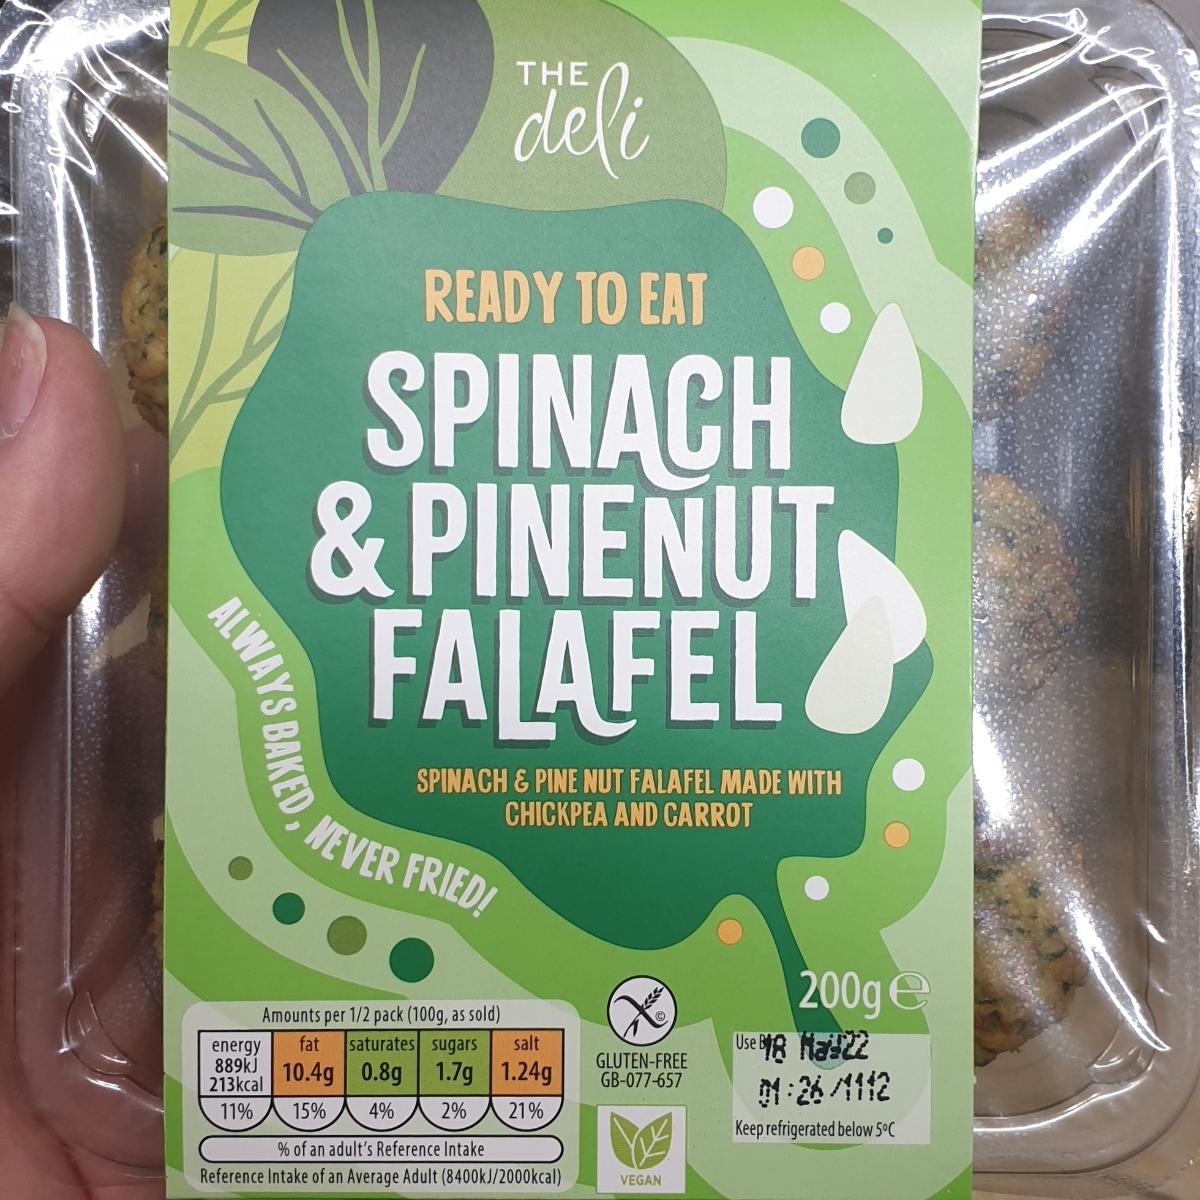 THE
deli
READY TO EAT
SPINACH
& PINENUT
FALAFEL
SPINACH & PINE NUT FALAFEL MADE WITH
CHICKPEA AND CARROT
ALWAYS BAKED, NEVER FRIED!
200g e
Amounts per 1/2 pack (100g, as sold)
energy fat saturates sugars salt
889kJ 10.4g 0.8g 1.7g 1.24g
213kcal
11% 15% 4% 2% 21%
% of an adult's Reference Intake
Reference Intake of an Average Adult (8400kJ/2000kcal)
©
GLUTEN-FREE
GB-077-657
VEGAN
Use 18 22
01:26/1112
Keep refrigerated below 5ºC